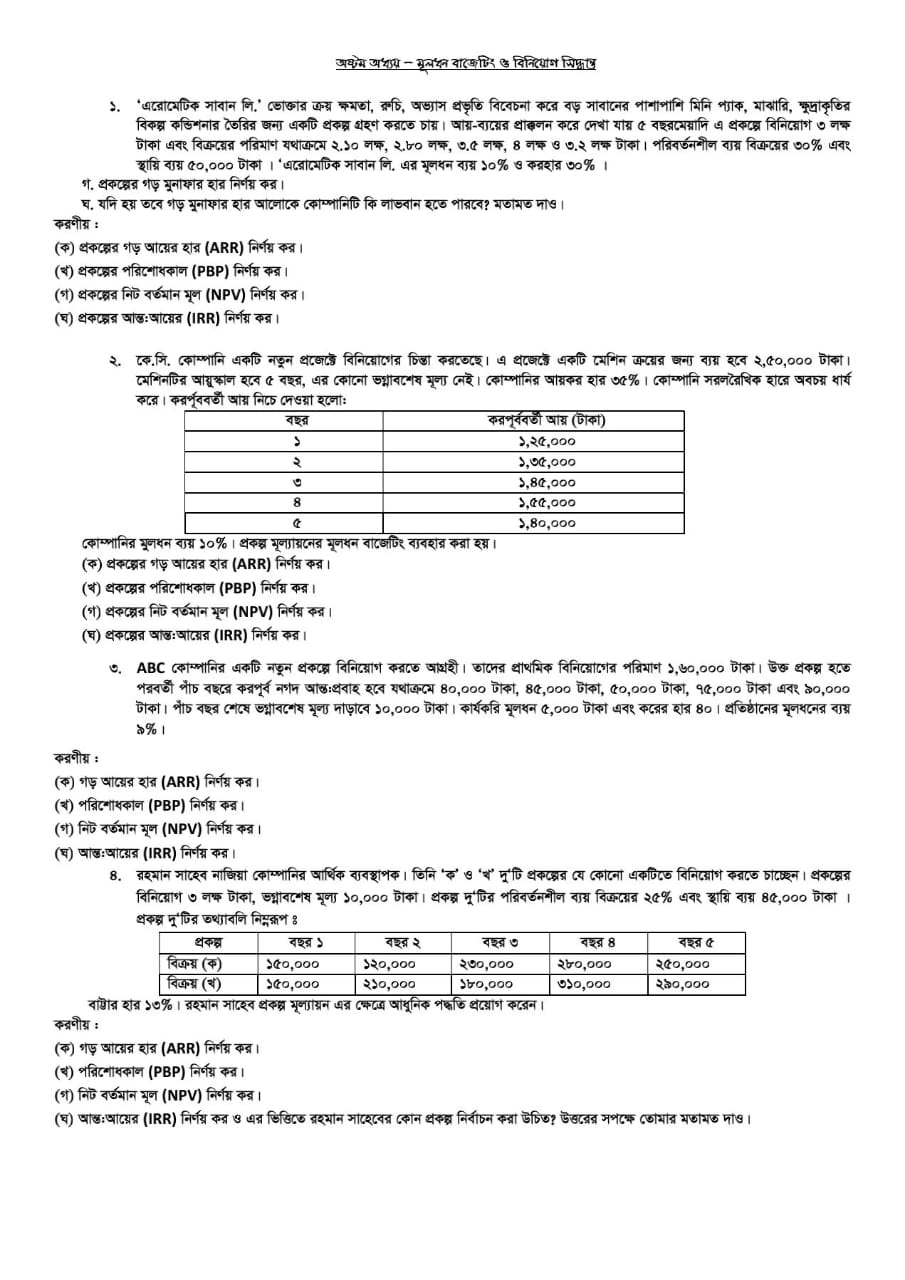 অষ্টম অধ্যয় – মূলধন বাজেটিং ও বিনিয়োগ সিদ্ধান্ত
১. ‘এরোমেটিক সাবান লি.’ ভোক্তার ক্রয় ক্ষমতা, রুচি, অভ্যাস প্রভৃতি বিবেচনা করে বড় সাবানের পাশাপাশি মিনি প্যাক, মাঝারি, ক্ষুদ্রাকৃতির
বিকল্প কন্ডিশনার তৈরির জন্য একটি প্রকল্প গ্রহণ করতে চায়। আয়-ব্যয়ের প্রাক্কলন করে দেখা যায় ৫ বছরমেয়াদি এ প্রকল্পে বিনিয়োগ ৩ লক্ষ
টাকা এবং বিক্রয়ের পরিমাণ যথাক্রমে ২.১০ লক্ষ, ২.৮০ লক্ষ, ৩.৫ লক্ষ, ৪ লক্ষ ও ৩.২ লক্ষ টাকা। পরিবর্তনশীল ব্যয় বিক্রয়ের ৩০% এবং
স্থায়ি ব্যয় ৫০,০০০ টাকা । ‘এরোমেটিক সাবান লি. এর মূলধন ব্যয় ১০% ও করহার ৩০% ।
গ. প্রকল্পের গড় মুনাফার হার নির্ণয় কর।
ঘ. যদি হয় তবে গড় মুনাফার হার আলোকে কোম্পানিটি কি লাভবান হতে পারবে? মতামত দাও।
করণীয় :
(ক) প্রকল্পের গড় আয়ের হার (ARR) নির্ণয় কর।
(খ) প্রকল্পের পরিশোধকাল (PBP) নির্ণয় কর।
(গ) প্রকল্পের নিট বর্তমান মূল (NPV) নির্ণয় কর।
(ঘ) প্রকল্পের আন্ত:আয়ের (IRR) নির্ণয় কর।
২. কে.সি. কোম্পানি একটি নতুন প্রজেক্টে বিনিয়োগের চিন্তা করতেছে। এ প্রজেক্টে একটি মেশিন ক্রয়ের জন্য ব্যয় হবে ২,৫০,০০০ টাকা।
মেশিনটির আয়ুস্কাল হবে ৫ বছর, এর কোনো ভগ্নাবশেষ মূল্য নেই। কোম্পানির আয়কর হার ৩৫%। কোম্পানি সরলরৈখিক হারে অবচয় ধার্য
করে। করপূর্ববর্তী আয় নিচে দেওয়া হলো:
বছর করপূর্ববর্তী আয় (টাকা)
১ ১,২৫,০০০
২ ১,৩৫,০০০
৩ ১,৪৫,০০০
৪ ১,৫৫,০০০
৫ ১,৪০,০০০
কোম্পানির মুলধন ব্যয় ১০%। প্রকল্প মূল্যায়নের মূলধন বাজেটিং ব্যবহার করা হয়।
(ক) প্রকল্পের গড় আয়ের হার (ARR) নির্ণয় কর।
(খ) প্রকল্পের পরিশোধকাল (PBP) নির্ণয় কর।
(গ) প্রকল্পের নিট বর্তমান মূল (NPV) নির্ণয় কর।
(ঘ) প্রকল্পের আন্ত:আয়ের (IRR) নির্ণয় কর।
৩. ABC কোম্পানির একটি নতুন প্রকল্পে বিনিয়োগ করতে আগ্রহী। তাদের প্রাথমিক বিনিয়োগের পরিমাণ ১,৬০,০০০ টাকা। উক্ত প্রকল্প হতে
পরবর্তী পাঁচ বছরে করপূর্ব নগদ আন্ত:প্রবাহ হবে যথাক্রমে ৪০,০০০ টাকা, ৪৫,০০০ টাকা, ৫০,০০০ টাকা, ৭৫,০০০ টাকা এবং ৯০,০০০
টাকা। পাঁচ বছর শেষে ভগ্নাবশেষ মূল্য দাড়াবে ১০,০০০ টাকা। কার্যকরি মূলধন ৫,০০০ টাকা এবং করের হার ৪০। প্রতিষ্ঠানের মূলধনের ব্যয়
৯%।
করণীয় :
(ক) গড় আয়ের হার (ARR) নির্ণয় কর।
(খ) পরিশোধকাল (PBP) নির্ণয় কর।
(গ) নিট বর্তমান মূল (NPV) নির্ণয় কর।
(ঘ) আন্ত:আয়ের (IRR) নির্ণয় কর।
৪. রহমান সাহেব নাজিয়া কোম্পানির আর্থিক ব্যবস্থাপক। তিনি ‘ক’ ও ‘খ’ দু‘টি প্রকল্পের যে কোনো একটিতে বিনিয়োগ করতে চাচ্ছেন। প্রকল্পের
বিনিয়োগ ৩ লক্ষ টাকা, ভগ্নাবশেষ মূল্য ১০,০০০ টাকা। প্রকল্প দু‘টির পরিবর্তনশীল ব্যয় বিক্রয়ের ২৫% এবং স্থায়ি ব্যয় ৪৫,০০০ টাকা ।
প্রকল্প দু‘টির তথ্যাবলি নিম্নরূপ ঃ
প্রকল্প বছর ১ বছর ২ বছর ৩ বছর ৪ বছর ৫
বিক্রয় (ক) ১৫০,০০০ ১২০,০০০ ২৩০,০০০ ২৮০,০০০ ২৫০,০০০
বিক্রয় (খ) ১৫০,০০০ ২১০,০০০ ১৮০,০০০ ৩১০,০০০ ২৯০,০০০
বাট্টার হার ১৩%। রহমান সাহেব প্রকল্প মূল্যায়ন এর ক্ষেত্রে আধুনিক পদ্ধতি প্রয়োগ করেন।
করণীয় :
(ক) গড় আয়ের হার (ARR) নির্ণয় কর।
(খ) পরিশোধকাল (PBP) নির্ণয় কর।
(গ) নিট বর্তমান মূল (NPV) নির্ণয় কর।
(ঘ) আন্ত:আয়ের (IRR) নির্ণয় কর ও এর ভিত্তিতে রহমান সাহেবের কোন প্রকল্প নির্বাচন করা উচিত? উত্তরের সপক্ষে তোমার মতামত দাও।